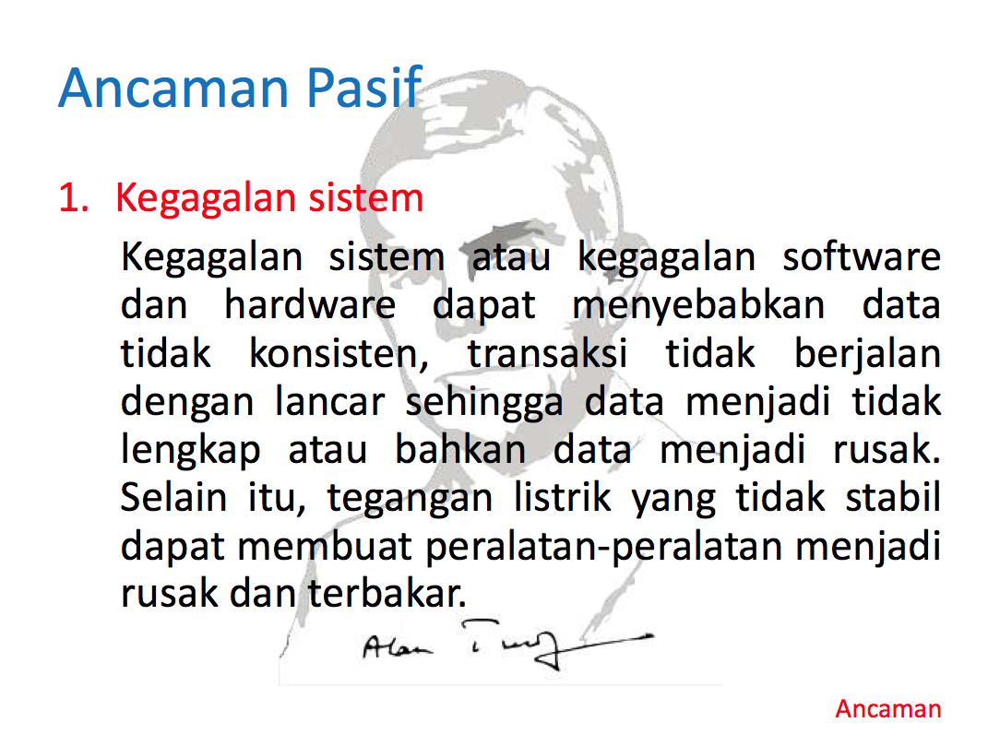 Ancaman Pasif
1. Kegagalan sistem
Kegagalan sistem atau kegagalan software
dan hardware dapat menyebabkan data
tidak konsisten, transaksi tidak berjalan
dengan lancar sehingga data menjadi tidak
lengkap atau bahkan data menjadi rusak.
Selain itu, tegangan listrik yang tidak stabil
dapat membuat peralatan-peralatan menjadi
rusak dan terbakar.
Alan Turing
Ancaman